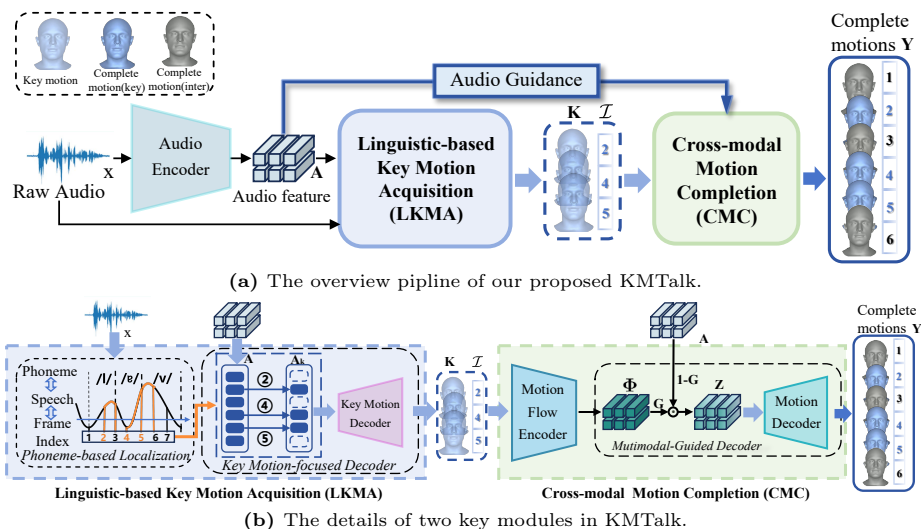 Key motion
Complete
motion(key)
Complete
motion(inter)
Raw Audio
x
Audio
Encoder
Audio feature
A
Audio Guidance
Linguistic-based
Key Motion
Acquisition
(LKMA)
K
I
2
4
5
Cross-modal
Motion
Completion
(CMC)
Complete
motions Y
1
2
3
4
5
6
(a) The overview pipline of our proposed KMTalk.
x
Phoneme
Speech
Frame
Index
/l/
/ɐ/
/v/
1 2 3 4 5 6 7
Phoneme-based Localization
A
A_k
②
④
⑤
Key Motion
Decoder
Key Motion-focused Decoder
Linguistic-based Key Motion Acquisition (LKMA)
K
I
2
4
5
Motion
Flow
Encoder
Φ
G
A
1-G
Z
Motion
Decoder
Mutimodal-Guided Decoder
Cross-modal Motion Completion (CMC)
Complete
motions Y
1
2
3
4
5
6
(b) The details of two key modules in KMTalk.